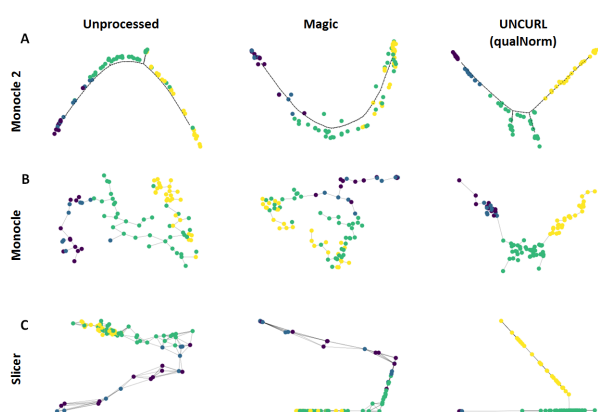 Unprocessed Magic UNCURL
(qualNorm)
A
Monocle 2
B
Monocle
C
Slicer